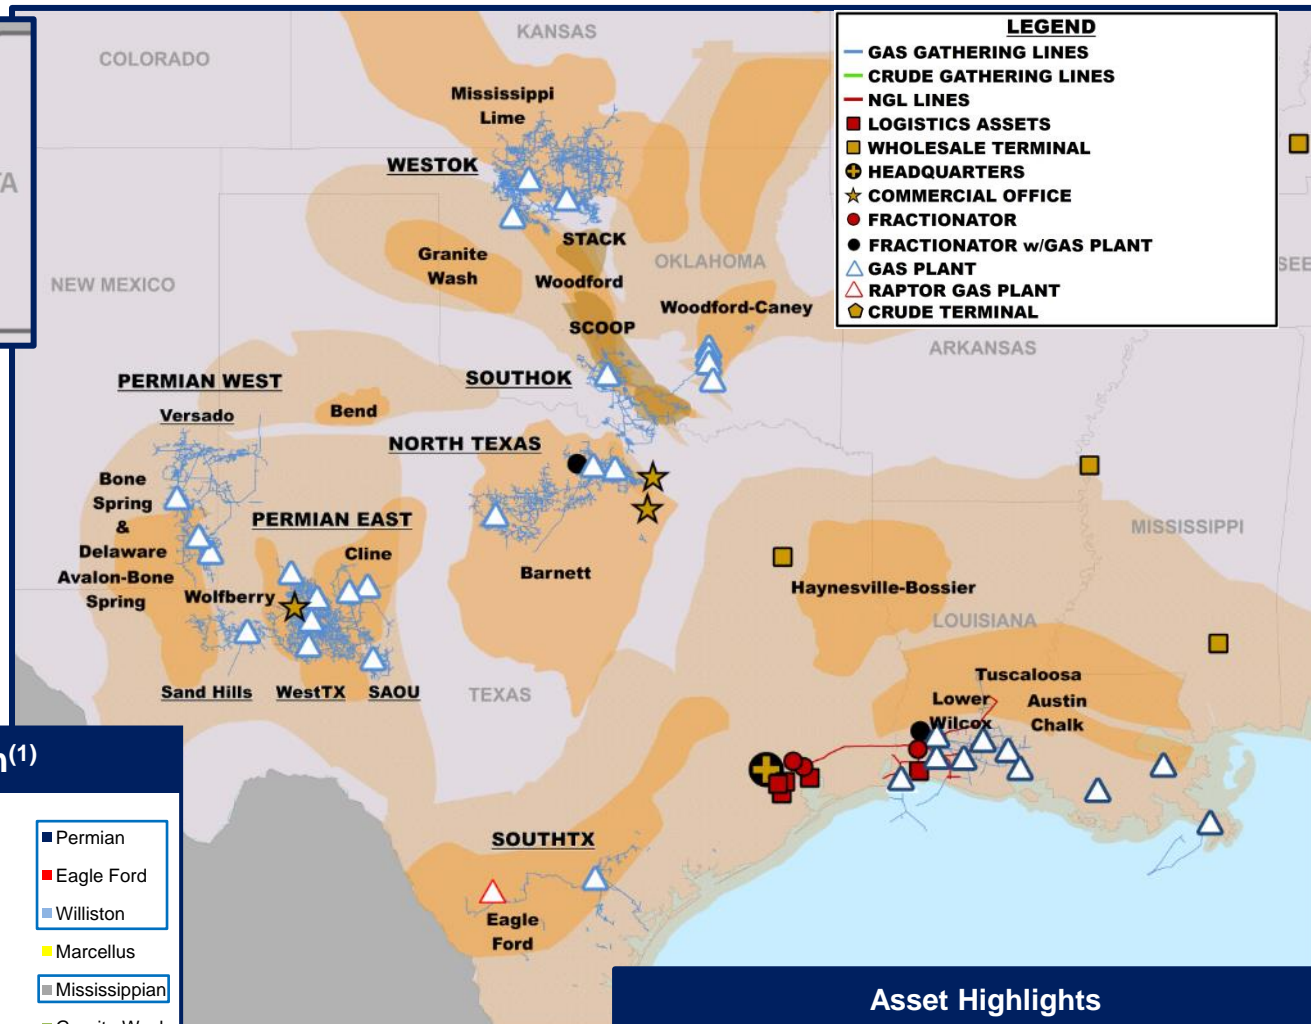 COLORADO
KANSAS
LEGEND
GAS GATHERING LINES
CRUDE GATHERING LINES
NGL LINES
LOGISTICS ASSETS
WHOLESALE TERMINAL
HEADQUARTERS
COMMERCIAL OFFICE
FRACTIONATOR
FRACTIONATOR w/GAS PLANT
GAS PLANT
RAPTOR GAS PLANT
CRUDE TERMINAL
Mississippi
Lime
WESTOK
TA
STACK
Granite
Wash
Woodford
OKLAHOMA
SEE
NEW MEXICO
Woodford-Caney
SCOOP
ARKANSAS
PERMIAN WEST
SOUTHOK
Versado
Bend
NORTH TEXAS
Bone
Spring
&
Delaware
Avalon-Bone
Spring
PERMIAN EAST
Cline
Wolfberry
Barnett
MISSISSIPPI
Haynesville-Bossier
LOUISIANA
Sand Hills
WestTX
SAOU
TEXAS
Tuscaloosa
Lower
Wilcox
Austin
Chalk
n(1)
Permian
Eagle Ford
Williston
Marcellus
Mississippian
SOUTHTX
Eagle
Ford
Asset Highlights